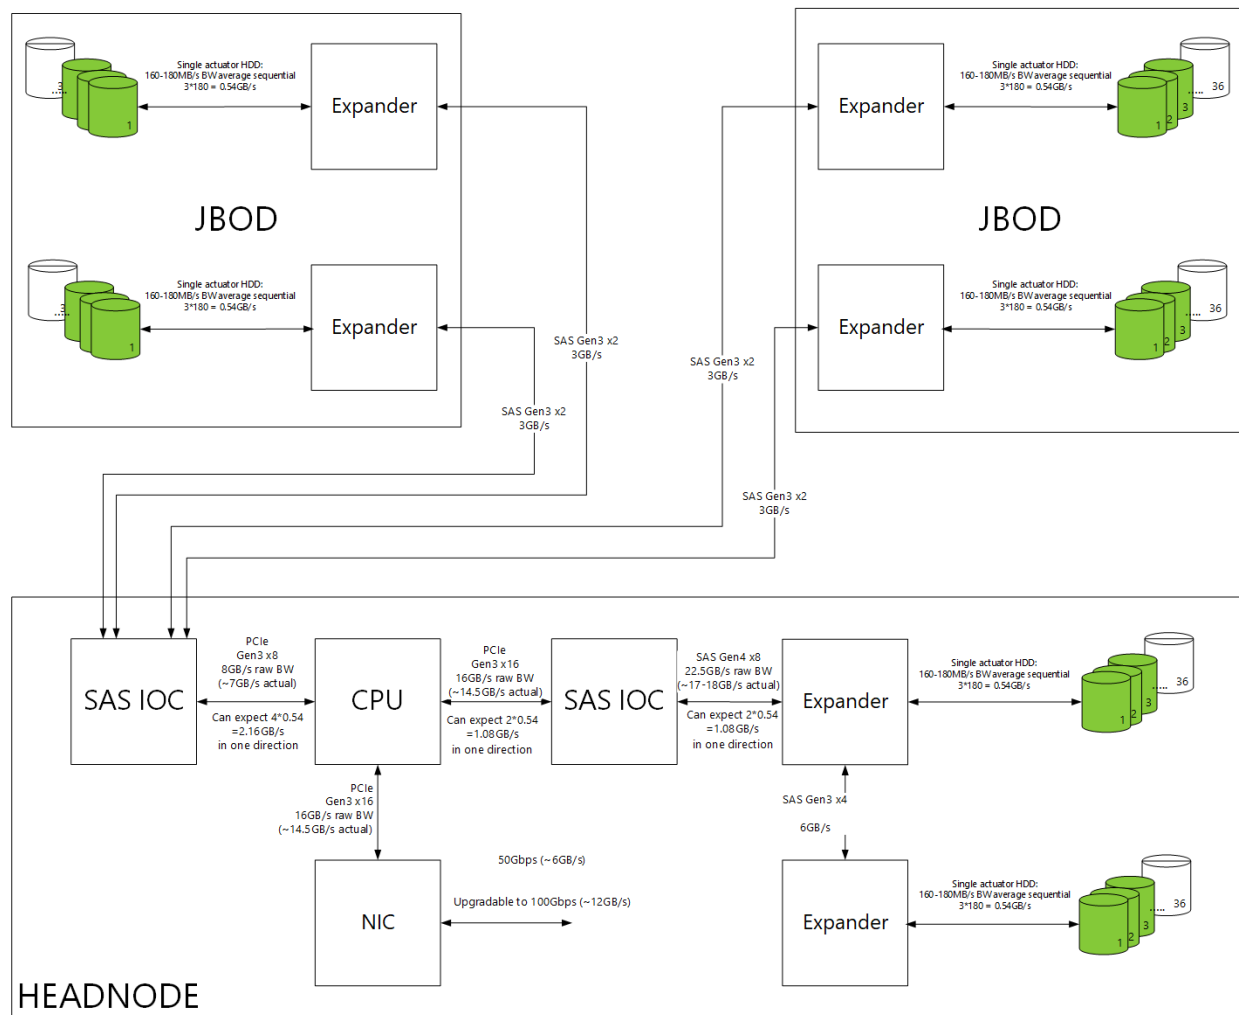 Single actuator HDD:
160-180MB/s BW average sequential
3*180 = 0.54GB/s
3
.....
1
Expander
JBOD
Single actuator HDD:
160-180MB/s BW average sequential
3*180 = 0.54GB/s
3
.....
1
Expander
Expander
Single actuator HDD:
160-180MB/s BW average sequential
3*180 = 0.54GB/s
36
.....
3
2
1
JBOD
Expander
Single actuator HDD:
160-180MB/s BW average sequential
3*180 = 0.54GB/s
36
.....
3
2
1
SAS Gen3 x2
3GB/s
SAS Gen3 x2
3GB/s
SAS Gen3 x2
3GB/s
SAS Gen3 x2
3GB/s
SAS IOC
PCIe
Gen3 x8
8GB/s raw BW
(~7GB/s actual)
Can expect 4*0.54
=2.16GB/s
in one direction
CPU
PCIe
Gen3 x16
16GB/s raw BW
(~14.5GB/s actual)
Can expect 2*0.54
=1.08GB/s
in one direction
SAS IOC
SAS Gen4 x8
22.5GB/s raw BW
(~17-18GB/s actual)
Can expect 2*0.54
=1.08GB/s
in one direction
Expander
Single actuator HDD:
160-180MB/s BW average sequential
3*180 = 0.54GB/s
36
.....
3
2
1
PCIe
Gen3 x16
16GB/s raw BW
(~14.5GB/s actual)
SAS Gen3 x4
6GB/s
NIC
50Gbps (~6GB/s)
Upgradable to 100Gbps (~12GB/s)
Expander
Single actuator HDD:
160-180MB/s BW average sequential
3*180 = 0.54GB/s
36
.....
3
2
1
HEADNODE